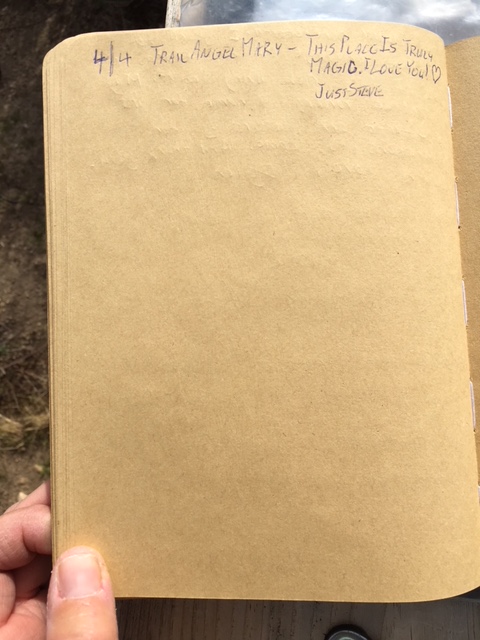 4/4 TRAIL ANGEL MARY – THIS PLACE IS TRULY
MAGIC. I LOVE YOU! ♡
JUST STEVE